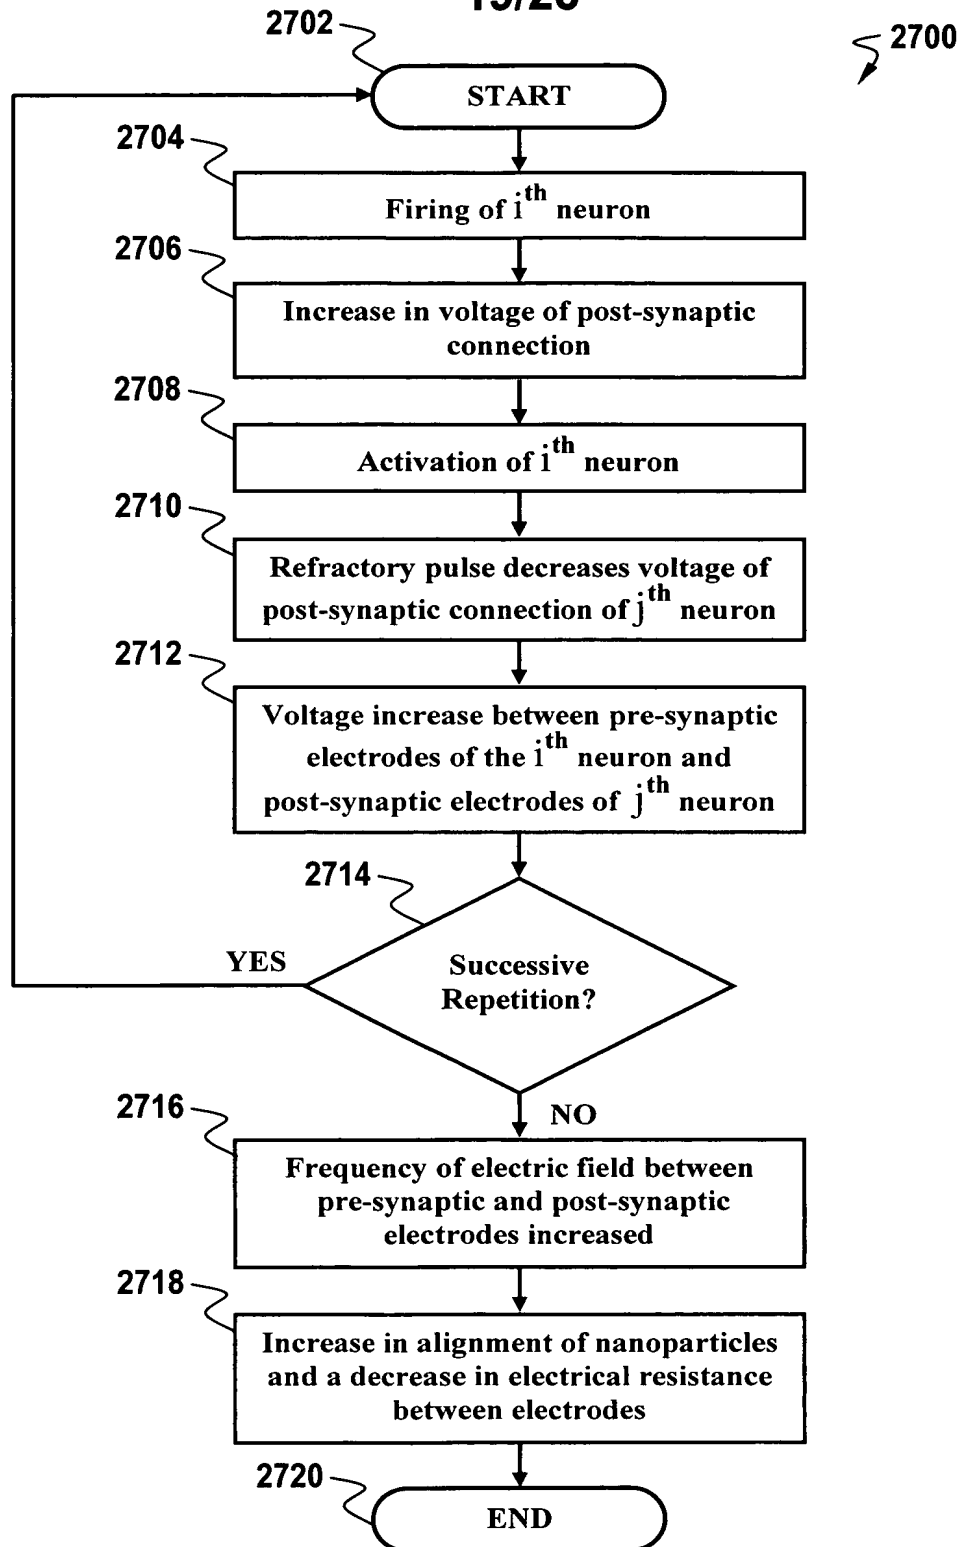 2702
2700
START
2704
Firing of i^th neuron
2706
Increase in voltage of post-synaptic
connection
2708
Activation of i^th neuron
2710
Refractory pulse decreases voltage of
post-synaptic connection of j^th neuron
2712
Voltage increase between pre-synaptic
electrodes of the i^th neuron and
post-synaptic electrodes of j^th neuron
2714
YES
Successive
Repetition?
NO
2716
Frequency of electric field between
pre-synaptic and post-synaptic
electrodes increased
2718
Increase in alignment of nanoparticles
and a decrease in electrical resistance
between electrodes
2720
END